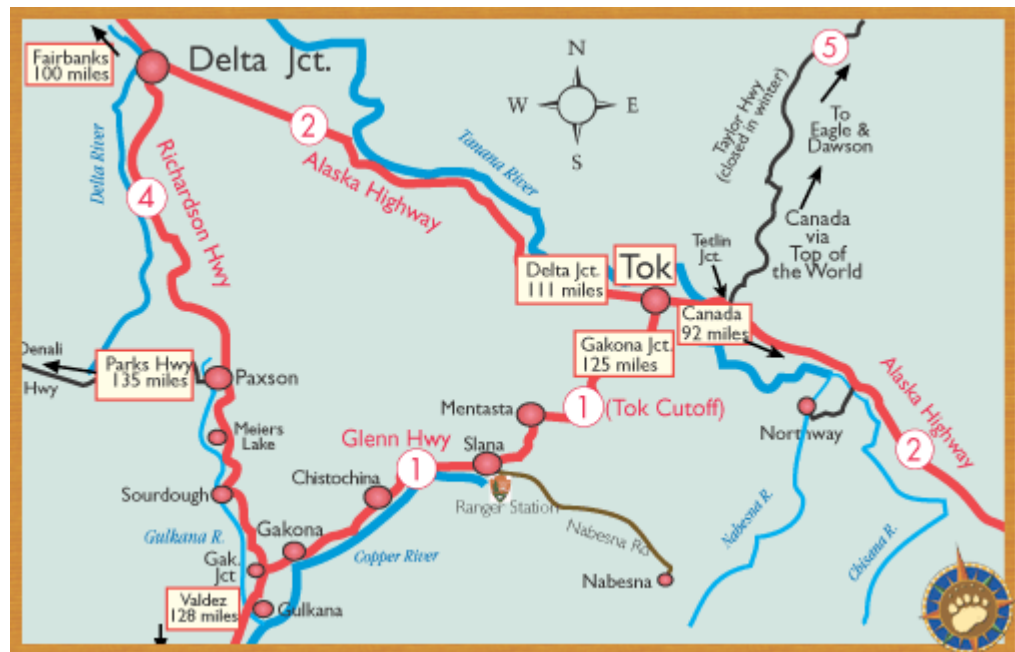 Fairbanks
100 miles
Delta Jct.
N
W
E
S
5
2
Alaska Highway
Tanana River
Taylor Hwy
(closed in winter)
To
Eagle &
Dawson
Delta River
4
Richardson Hwy
Canada
via
Top of
the World
Tetlin
Jct.
Delta Jct.
111 miles
Tok
Canada
92 miles
Gakona Jct.
125 miles
Denali
Hwy
Parks Hwy
135 miles
Paxson
Alaska Highway
2
Mentasta
1
(Tok Cutoff)
Northway
Meiers
Lake
Glenn Hwy
1
Slana
Chistochina
Ranger Station
Sourdough
Gulkana R.
Gakona
Copper River
Nabesna Rd
Nabesna R.
Chisana R.
Gak.
Jct
Nabesna
Valdez
128 miles
Gulkana